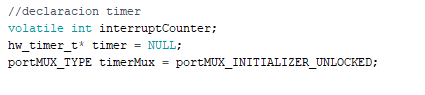 //declaracion timer
volatile int interruptCounter;
hw_timer_t* timer = NULL;
portMUX_TYPE timerMux = portMUX_INITIALIZER_UNLOCKED;